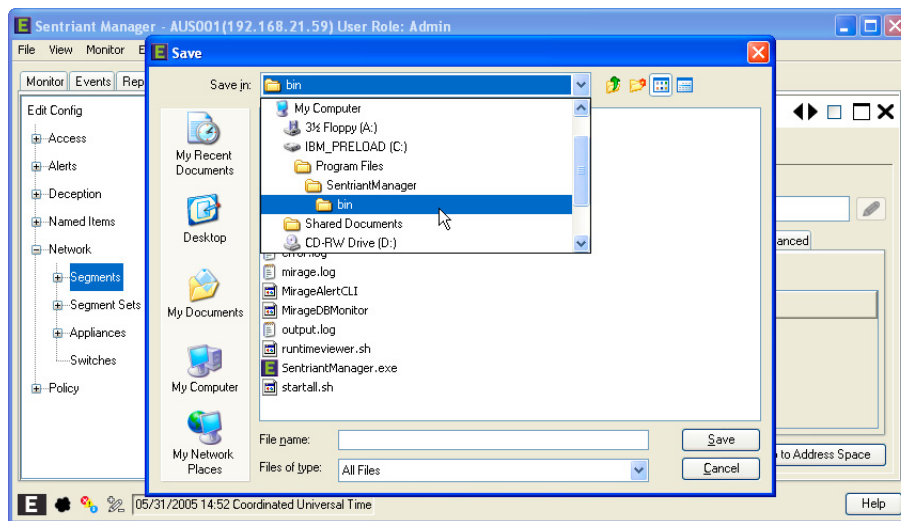 Sentriant Manager - AUS001(192.168.21.59) User Role: Admin
File View Monitor E
Save
Monitor Events Rep
Save in: bin
Edit Config
Access
Alerts
Deception
Named Items
Network
Segments
Segment Sets
Appliances
Switches
Policy
My Recent Documents
Desktop
My Documents
My Computer
My Network Places
My Computer
3½ Floppy (A:)
IBM_PRELOAD (C:)
Program Files
SentriantManager
bin
Shared Documents
CD-RW Drive (D:)
error.log
mirage.log
MirageAlertCLI
MirageDBMonitor
output.log
runtimeviewer.sh
SentriantManager.exe
startall.sh
File name:
Save
Files of type: All Files
Cancel
anced
to Address Space
05/31/2005 14:52 Coordinated Universal Time
Help